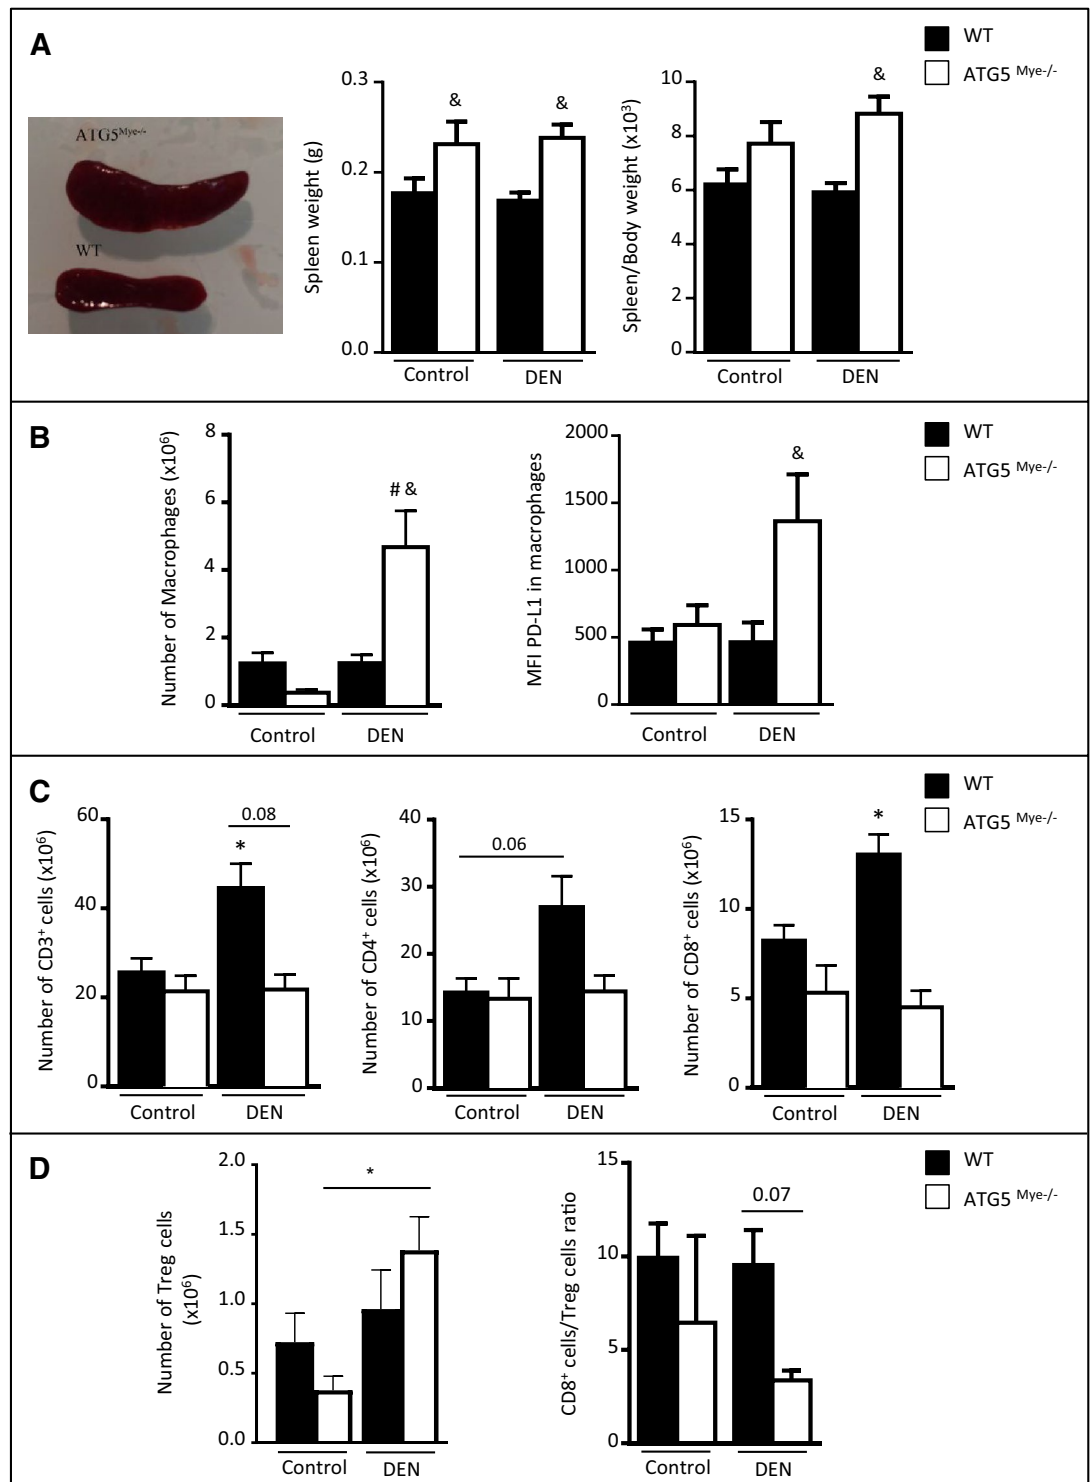 A
WT
ATG5 Mye-/-
ATG5Mye-/-
WT
Spleen weight (g)
0.3
0.2
0.1
0.0
&
&
Control
DEN
Spleen/Body weight (x10³)
10
8
6
4
2
0
&
Control
DEN
B
WT
ATG5 Mye-/-
Number of Macrophages (x10⁶)
8
6
4
2
0
# &
Control
DEN
MFI PD-L1 in macrophages
2000
1500
1000
500
0
&
Control
DEN
C
WT
ATG5 Mye-/-
Number of CD3⁺ cells (x10⁶)
60
40
20
0
0.08
*
Control
DEN
Number of CD4⁺ cells (x10⁶)
40
30
20
10
0
0.06
Control
DEN
Number of CD8⁺ cells (x10⁶)
15
10
5
0
*
Control
DEN
D
WT
ATG5 Mye-/-
Number of Treg cells
(x10⁶)
2.0
1.5
1.0
0.5
0.0
*
Control
DEN
CD8⁺ cells/Treg cells ratio
15
10
5
0
0.07
Control
DEN